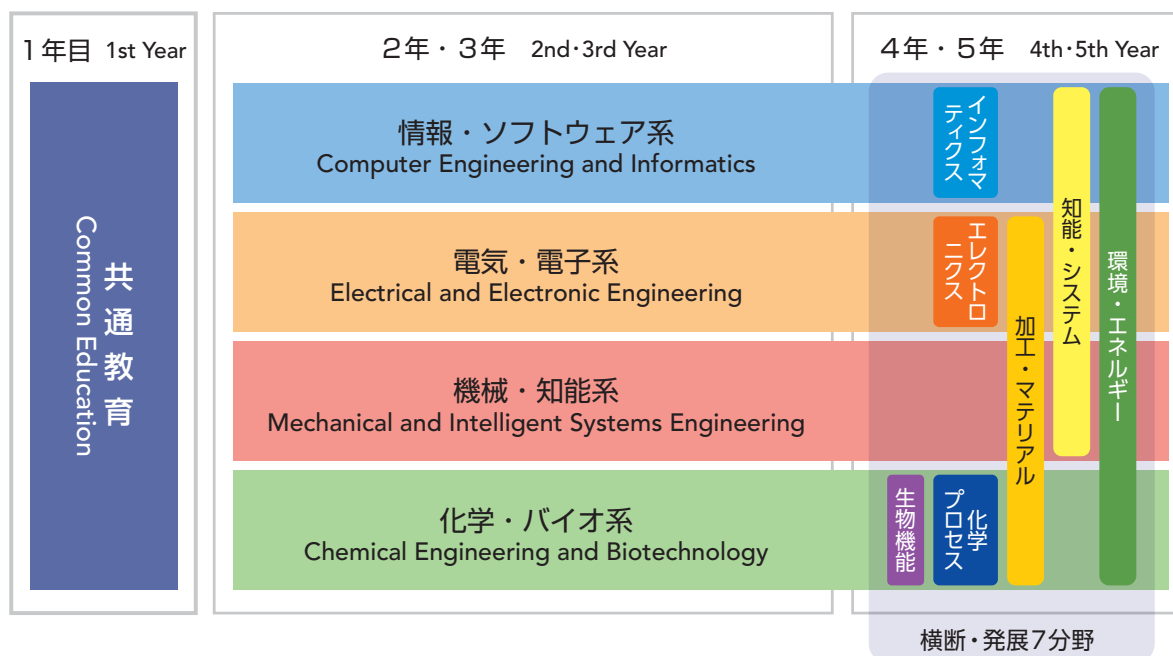 1年目 1st Year
共通教育
Common Education
2年・3年 2nd・3rd Year
情報・ソフトウェア系
Computer Engineering and Informatics
電気・電子系
Electrical and Electronic Engineering
機械・知能系
Mechanical and Intelligent Systems Engineering
化学・バイオ系
Chemical Engineering and Biotechnology
4年・5年 4th・5th Year
インフォマ
ティクス
エレクトロ
ニクス
生物機能
化学
プロセス
加工・マテリアル
知能・システム
環境・エネルギー
横断・発展7分野